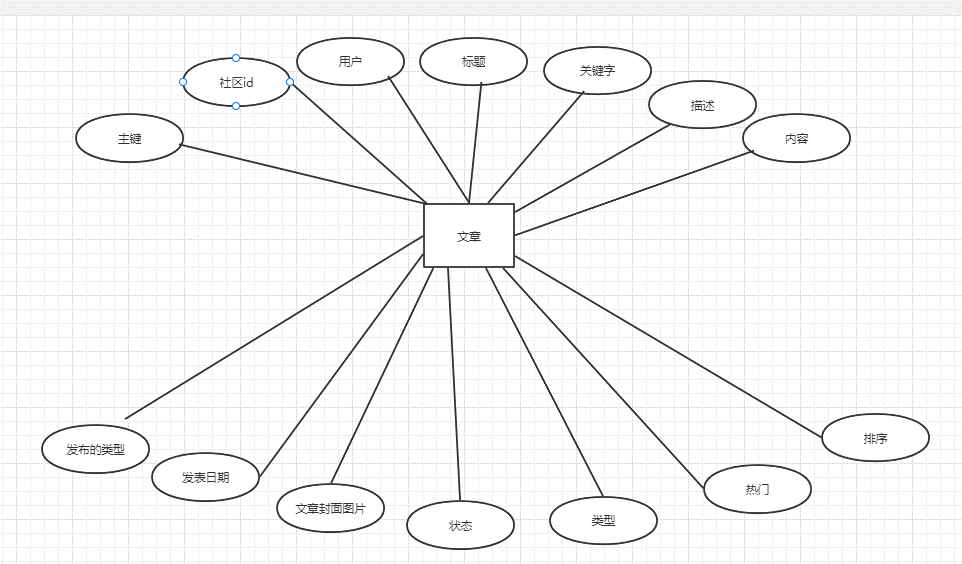 用户
标题
关键字
社区id
描述
主键
内容
文章
排序
发布的类型
发表日期
热门
文章封面图片
类型
状态